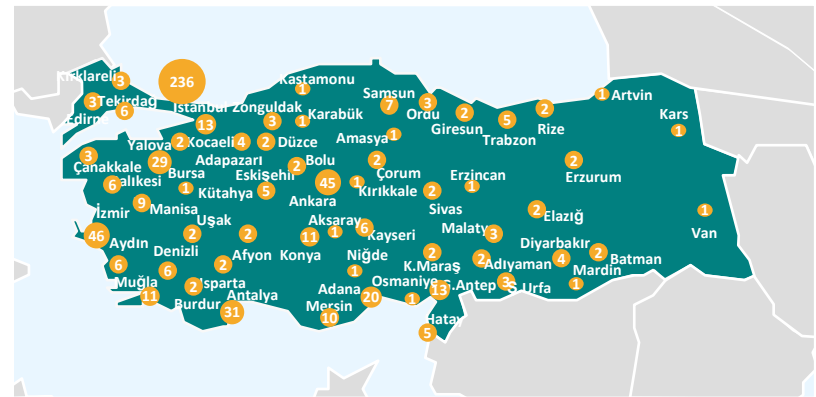 236
Kırklareli
3
Kastamonu
1
Samsun
7
Artvin
1
3
Tekirdağ
6
Edirne
İstanbul
13
Zonguldak
3
Karabük
1
Ordu
3
Giresun
2
Trabzon
5
Rize
2
Kars
1
Yalova
2
Kocaeli
4
2
Düzce
Amasya
1
Çanakkale
3
29
Bursa
Adapazarı
Bolu
2
Çorum
2
Erzincan
1
Erzurum
2
6
alıkesi
1
Kütahya
Eskişehir
5
Ankara
45
1
Kırıkkale
2
Sivas
9
Manisa
İzmir
46
Uşak
2
2
Afyon
Aksaray
11
Konya
1
6
Kayseri
Malaty
3
2
Elazığ
1
Van
Aydın
6
Denizli
6
2
Niğde
1
K.Maraş
2
2
Adıyaman
Diyarbakır
4
2
Batman
Mardin
1
Muğla
11
2
Isparta
Burdur
Antalya
31
Mersin
10
Adana
20
Osmaniye
1
13
G.Antep
3
Ş.Urfa
Hatay
5